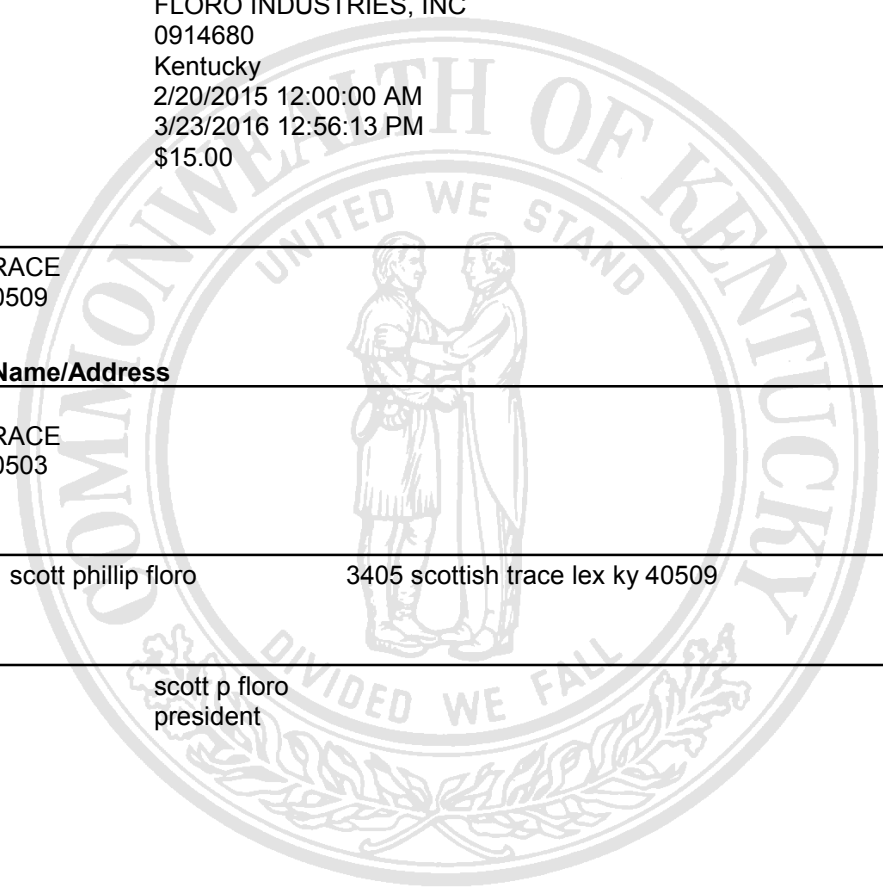 FLORO INDUSTRIES, INC
0914680
Kentucky
2/20/2015 12:00:00 AM
3/23/2016 12:56:13 PM
$15.00
RACE
0509
Name/Address
RACE
0503
scott phillip floro 3405 scottish trace lex ky 40509
scott p floro
president
COMMONWEALTH OF KENTUCKY
UNITED WE STAND
DIVIDED WE FALL